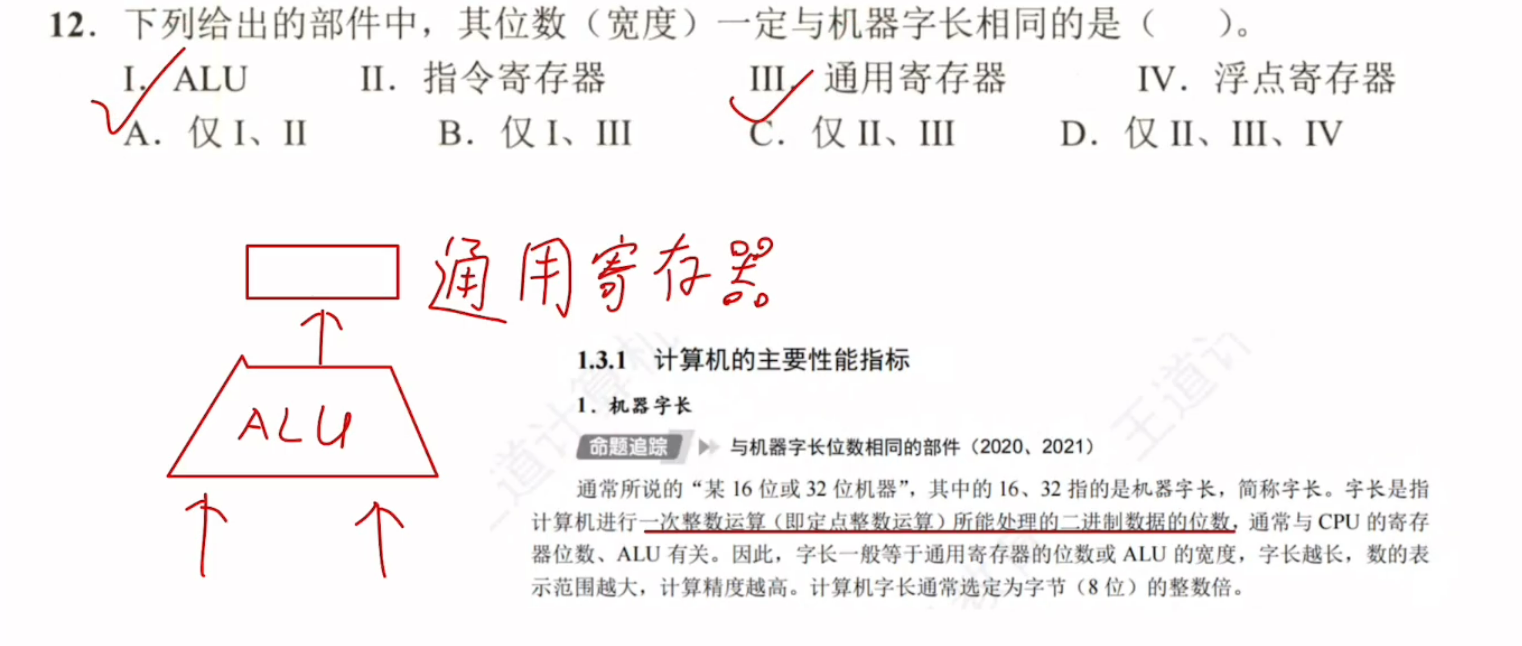 12. 下列给出的部件中，其位数（宽度）一定与机器字长相同的是（  ）。
I. ALU  II. 指令寄存器  III. 通用寄存器  IV. 浮点寄存器
A. 仅 I、II  B. 仅 I、III  C. 仅 II、III  D. 仅 II、III、IV
通用寄存器
ALU
1.3.1 计算机的主要性能指标
1. 机器字长
命题追踪 与机器字长位数相同的部件（2020、2021）
通常所说的“某 16 位或 32 位机器”，其中的 16、32 指的是机器字长，简称字长。字长是指
计算机进行一次整数运算（即定点整数运算）所能处理的二进制数据的位数，通常与 CPU 的寄存
器位数、ALU 有关。因此，字长一般等于通用寄存器的位数或 ALU 的宽度，字长越长，数的表
示范围越大，计算精度越高。计算机字长通常选定为字节（8 位）的整数倍。
道计算机
王道计